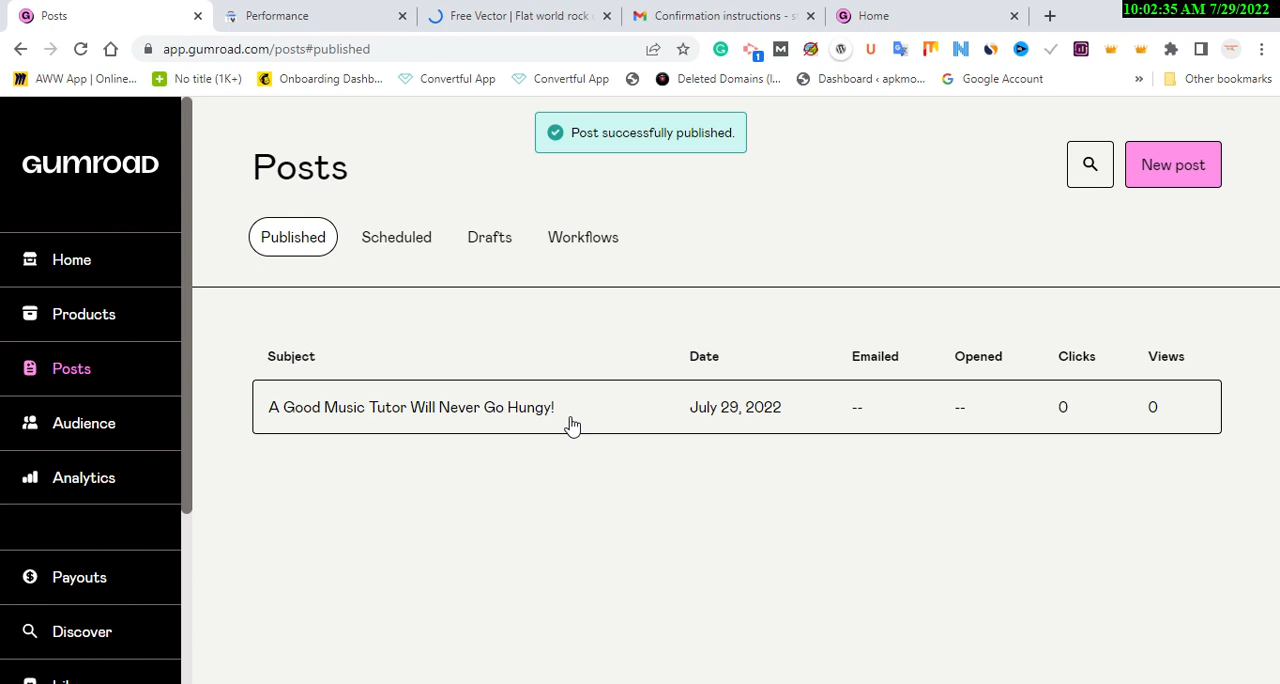 Posts
Performance
Free Vector | Flat world rock
Confirmation instructions - s
Home
10:02:35 AM 7/29/2022
app.gumroad.com/posts#published
1
AWW App | Online...
No title (1K+)
Onboarding Dashb...
Convertful App
Convertful App
Deleted Domains (l...
Dashboard ‹ apkmo...
Google Account
»
Other bookmarks
GUMROAD
Home
Products
Posts
Audience
Analytics
Payouts
Discover
Post successfully published.
Posts
New post
Published
Scheduled
Drafts
Workflows
Subject Date Emailed Opened Clicks Views
A Good Music Tutor Will Never Go Hungy! July 29, 2022 -- -- 0 0